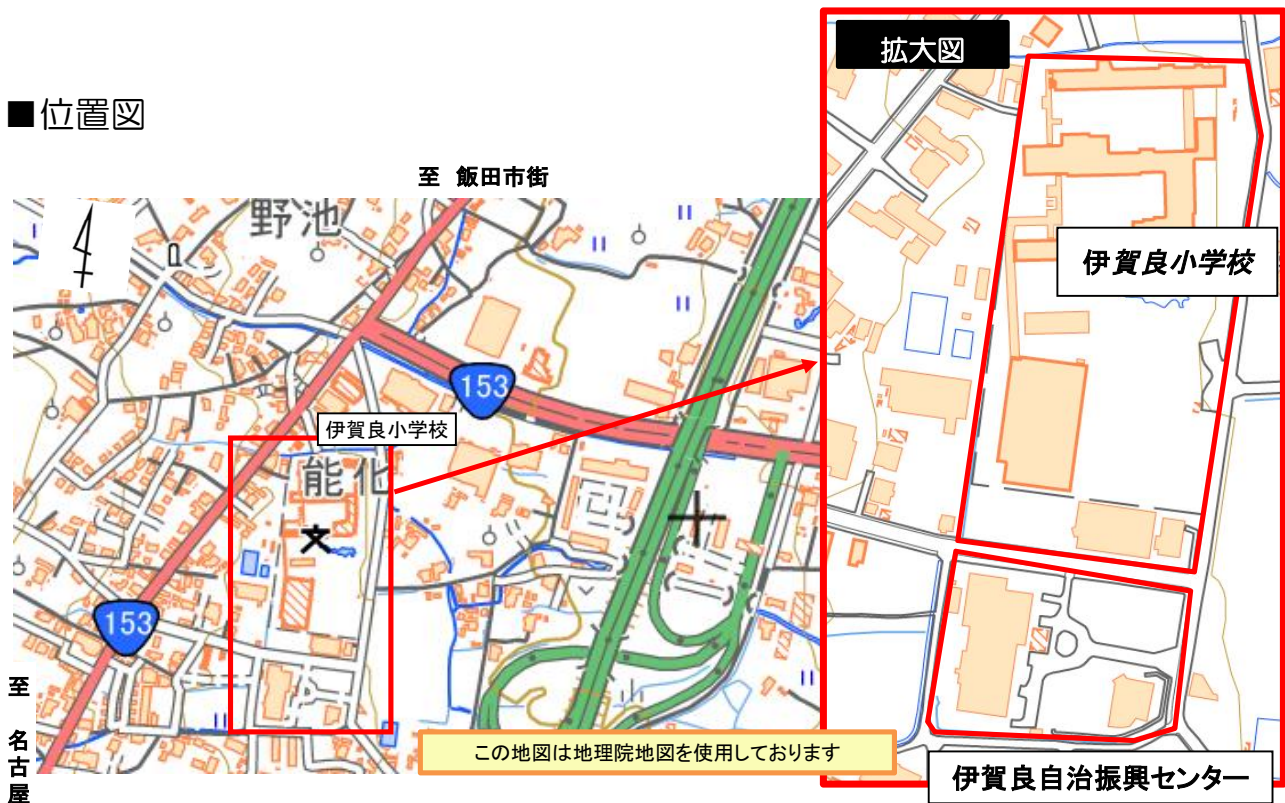 ■位置図
拡大図
至 飯田市街
野池
153
伊賀良小学校
伊賀良小学校
能化
153
至 名古屋
この地図は地理院地図を使用しております
伊賀良自治振興センター